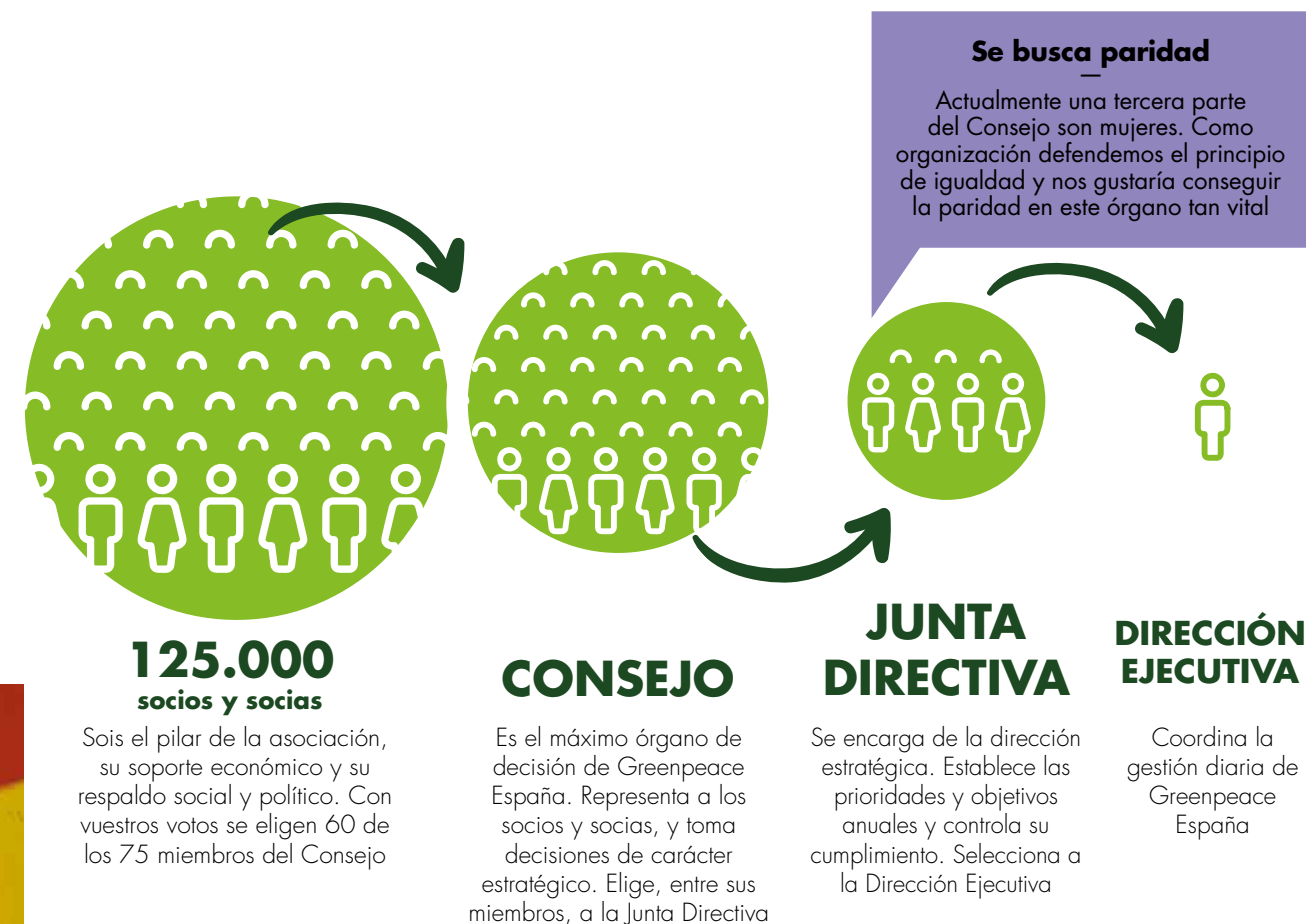 Se busca paridad
Actualmente una tercera parte
del Consejo son mujeres. Como
organización defendemos el principio
de igualdad y nos gustaría conseguir
la paridad en este órgano tan vital
125.000
socios y socias
Sois el pilar de la asociación,
su soporte económico y su
respaldo social y político. Con
vuestros votos se eligen 60 de
los 75 miembros del Consejo
CONSEJO
Es el máximo órgano de
decisión de Greenpeace
España. Representa a los
socios y socias, y toma
decisiones de carácter
estratégico. Elige, entre sus
miembros, a la Junta Directiva
JUNTA
DIRECTIVA
Se encarga de la dirección
estratégica. Establece las
prioridades y objetivos
anuales y controla su
cumplimiento. Selecciona a
la Dirección Ejecutiva
DIRECCIÓN
EJECUTIVA
Coordina la
gestión diaria de
Greenpeace
España